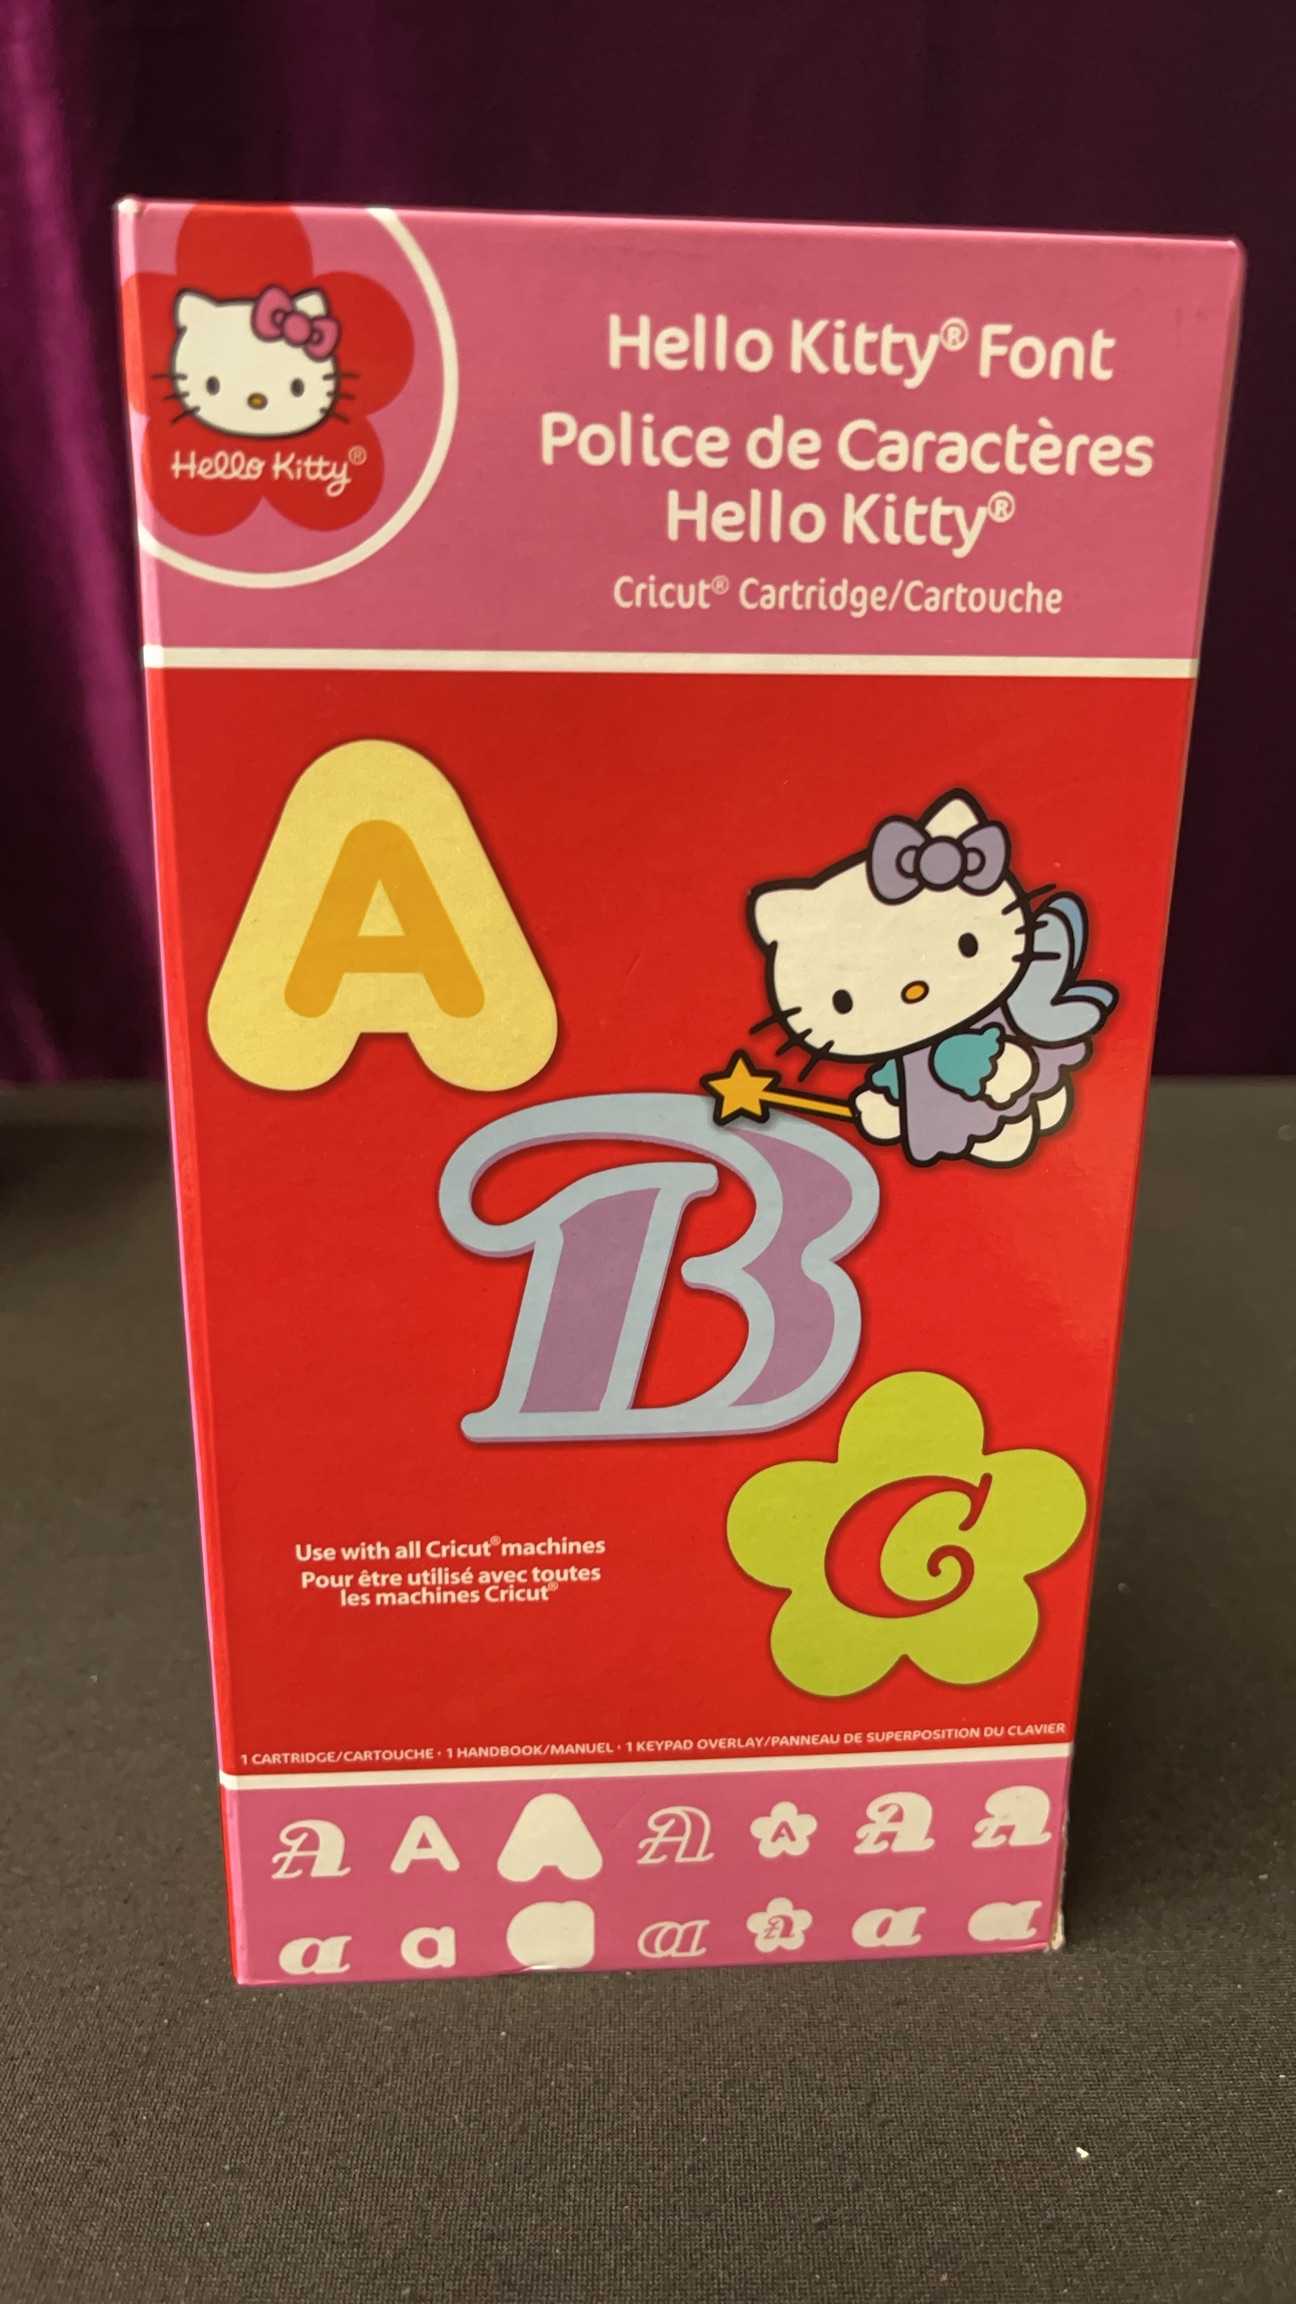 Hello Kitty®
Hello Kitty® Font
Police de Caractères
Hello Kitty®
Cricut® Cartridge/Cartouche
A
B
C
Use with all Cricut® machines
Pour être utilisé avec toutes
les machines Cricut®
1 CARTRIDGE/CARTOUCHE · 1 HANDBOOK/MANUEL · 1 KEYPAD OVERLAY/PANNEAU DE SUPERPOSITION DU CLAVIER
A A A A A A A
a a a a a a a